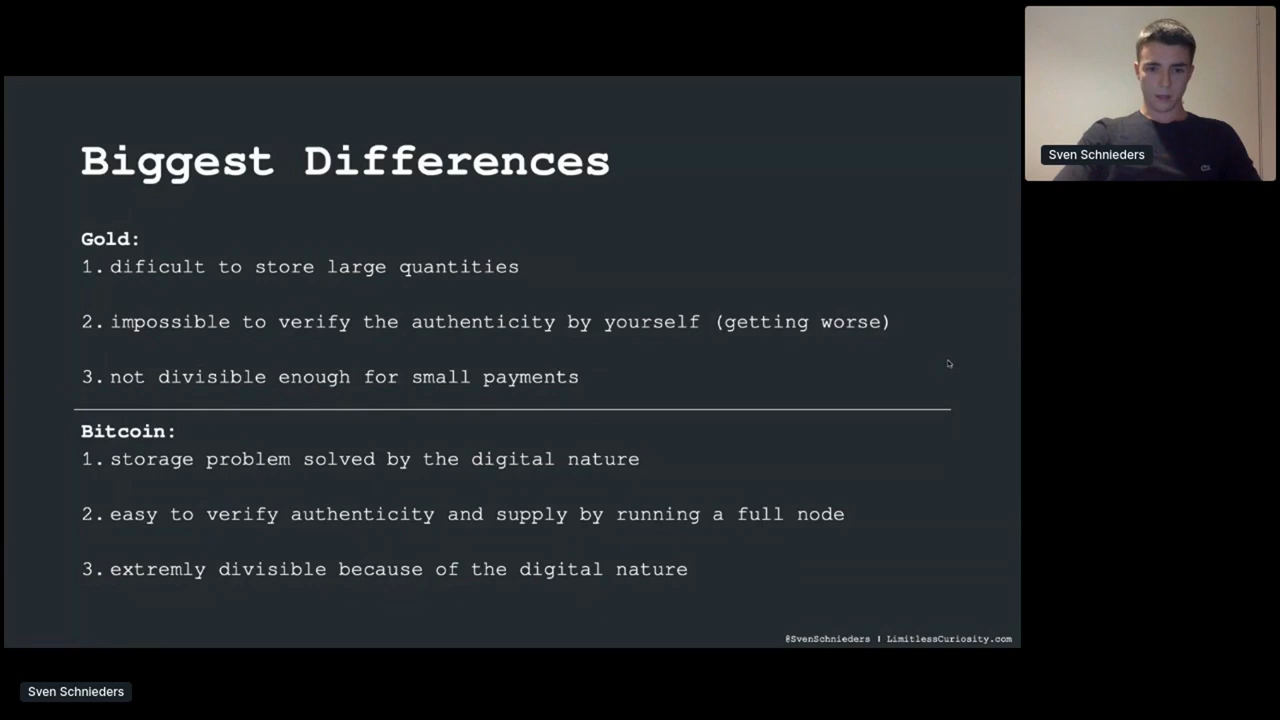 Biggest Differences
Gold:
1. dificult to store large quantities
2. impossible to verify the authenticity by yourself (getting worse)
3. not divisible enough for small payments
Bitcoin:
1. storage problem solved by the digital nature
2. easy to verify authenticity and supply by running a full node
3. extremly divisible because of the digital nature
@SvenSchnieders | LimitlessCuriosity.com
Sven Schnieders
Sven Schnieders